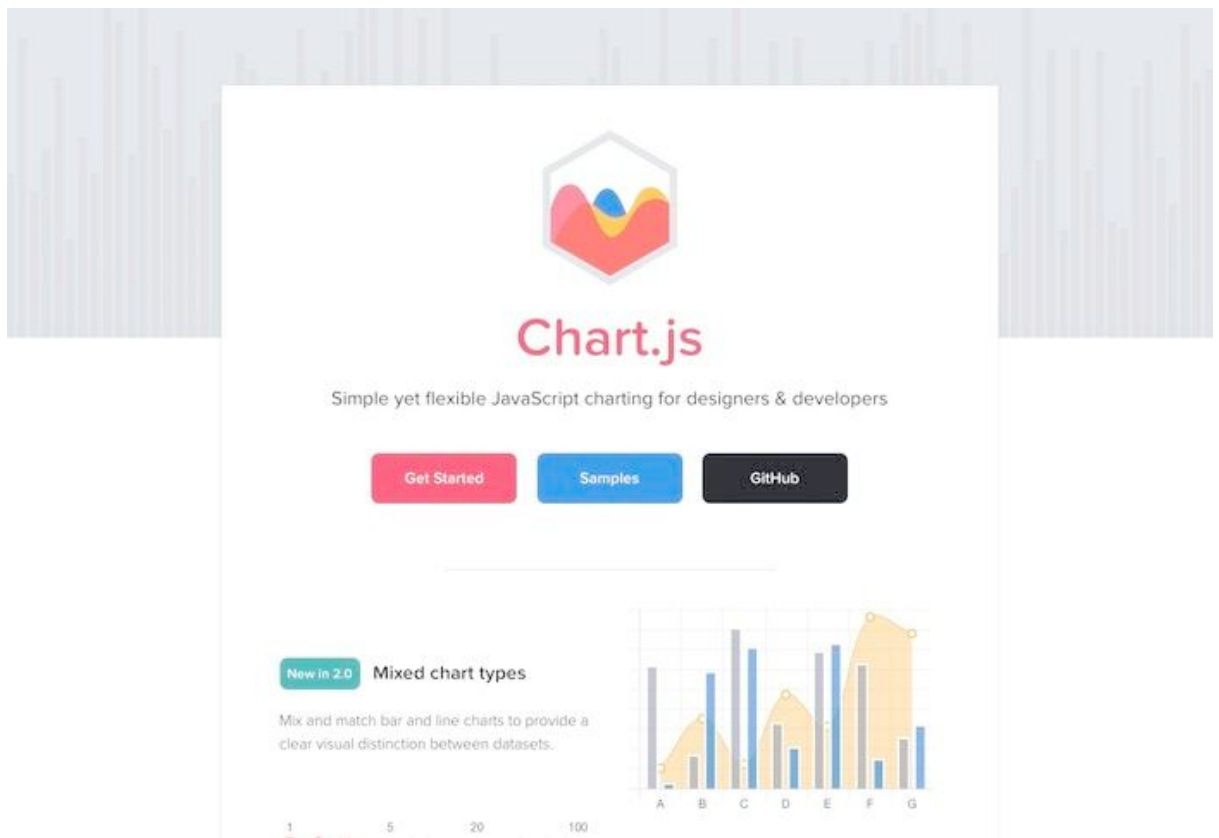 Chart.js
Simple yet flexible JavaScript charting for designers & developers
Get Started
Samples
GitHub
New in 2.0
Mixed chart types
Mix and match bar and line charts to provide a
clear visual distinction between datasets.
A B C D E F G
1 5 20 100